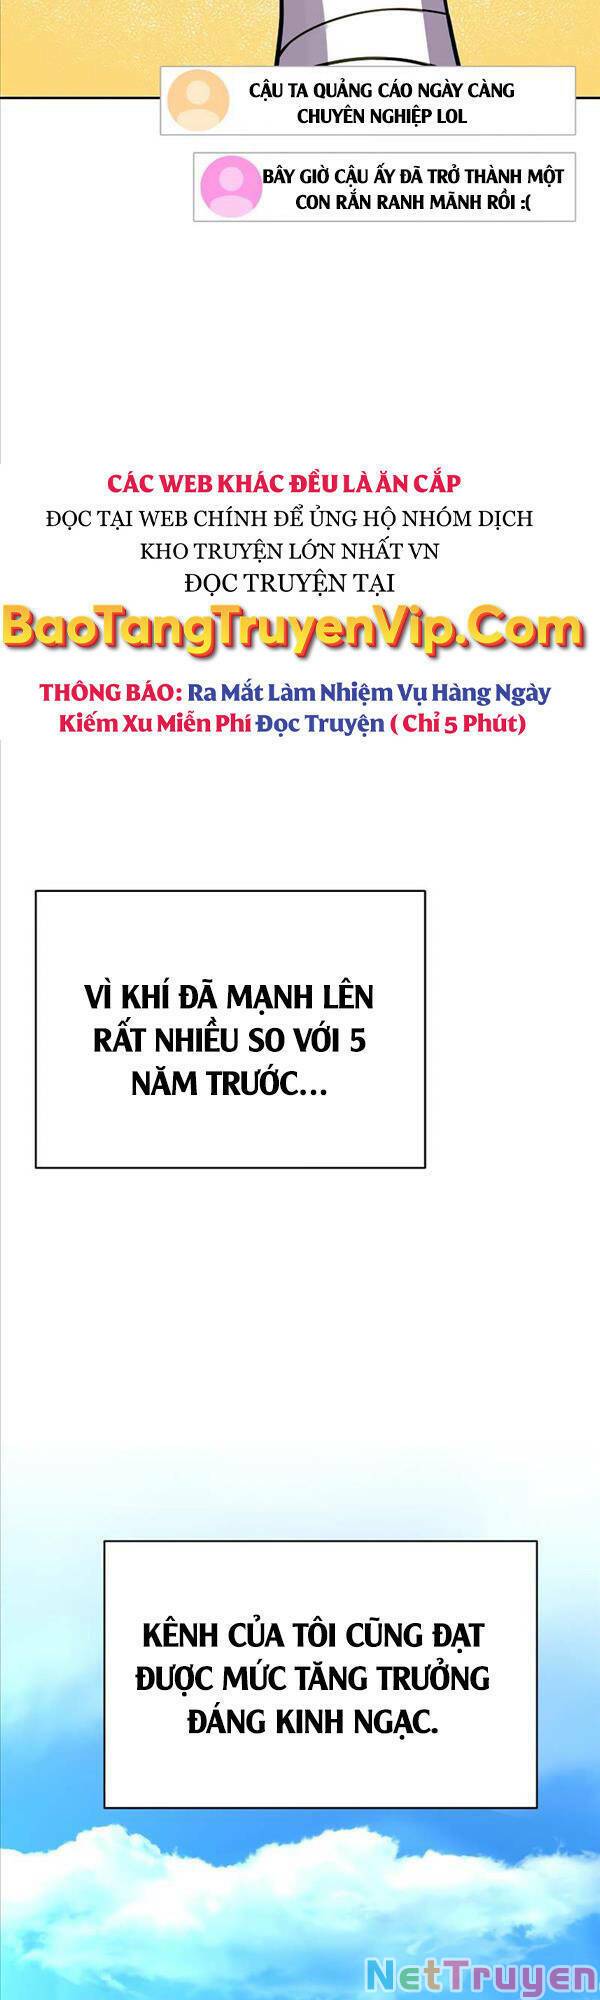 CẬU TA QUẢNG CÁO NGÀY CÀNG
CHUYÊN NGHIỆP LOL
BÂY GIỜ CẬU ẤY ĐÃ TRỞ THÀNH MỘT
CON RẮN RANH MÃNH RỒI :(
CÁC WEB KHÁC ĐỀU LÀ ĂN CẮP
ĐỌC TẠI WEB CHÍNH ĐỂ ỦNG HỘ NHÓM DỊCH
KHO TRUYỆN LỚN NHẤT VN
ĐỌC TRUYỆN TẠI
BaoTangTruyenVip.Com
THÔNG BÁO: Ra Mắt Làm Nhiệm Vụ Hàng Ngày
Kiếm Xu Miễn Phí Đọc Truyện ( Chỉ 5 Phút)
VÌ KHÍ ĐÃ MẠNH LÊN
RẤT NHIỀU SO VỚI 5
NĂM TRƯỚC...
KÊNH CỦA TÔI CŨNG ĐẠT
ĐƯỢC MỨC TĂNG TRƯỞNG
ĐÁNG KINH NGẠC.
NetTruyen